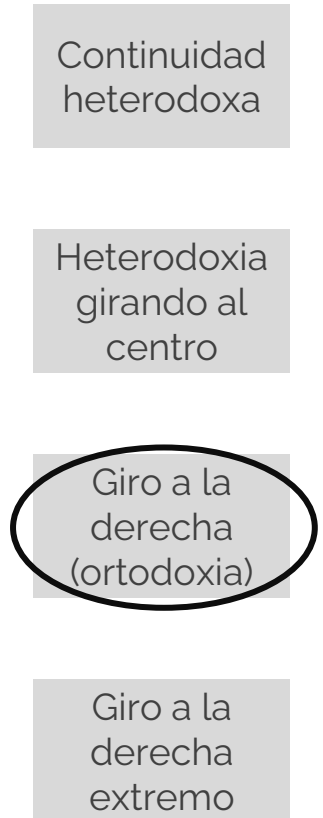 Continuidad
heterodoxa
Heterodoxia
girando al
centro
Giro a la
derecha
(ortodoxia)
Giro a la
derecha
extremo